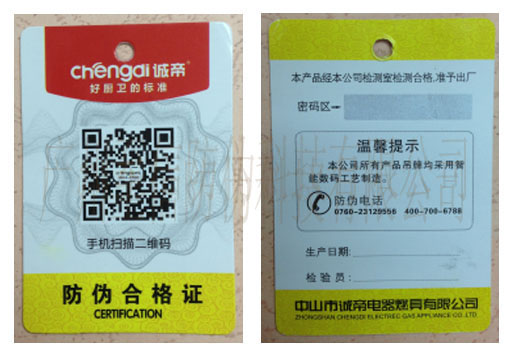 chengdi诚帝®
好厨卫的标准
手机扫描二维码
防伪合格证
CERTIFICATION
本产品经本公司检测室检测合格,准予出厂
密码区
温馨提示
本公司所有产品吊牌均采用智
能数码工艺制造。
防伪电话
0760-23129556 400-700-6788
生产日期:
检验员:
中山市诚帝电器燃具有限公司
ZHONGSHAN CHENGDI ELECTREC GAS APPLIANCE CO.,LTD